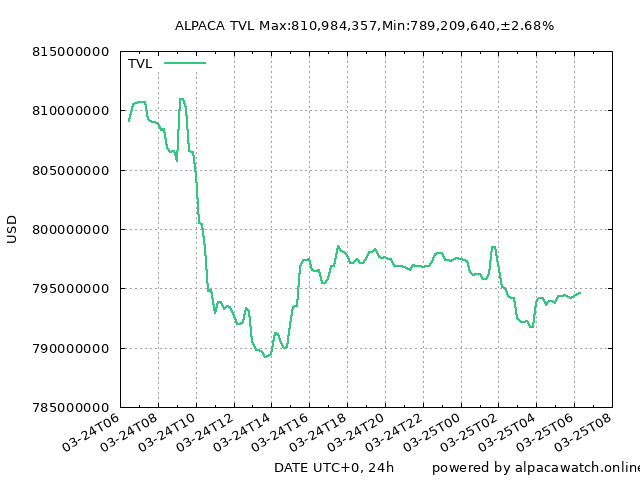 ALPACA TVL Max:810,984,357,Min:789,209,640,±2.68%
815000000
TVL
810000000
805000000
800000000
USD
795000000
790000000
785000000
03-24T06
03-24T08
03-24T10
03-24T12
03-24T14
03-24T16
03-24T18
03-24T20
03-24T22
03-25T00
03-25T02
03-25T04
03-25T06
03-25T08
DATE UTC+0, 24h
powered by alpacawatch.online